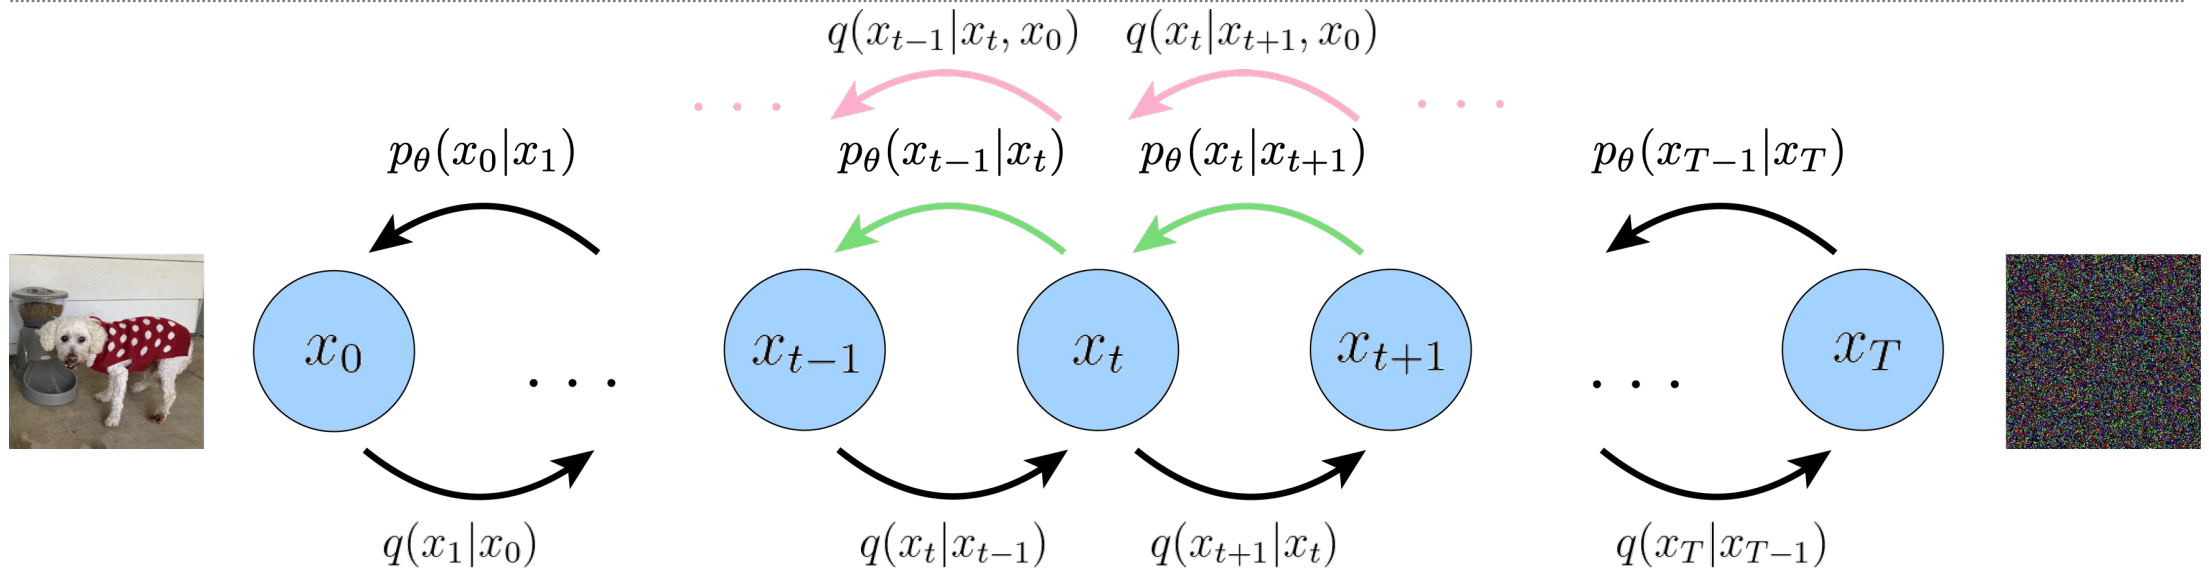 q(x_{t-1}|x_t, x_0) q(x_t|x_{t+1}, x_0)
. . . . . .
p_θ(x_0|x_1) p_θ(x_{t-1}|x_t) p_θ(x_t|x_{t+1}) p_θ(x_{T-1}|x_T)
x_0 . . . x_{t-1} x_t x_{t+1} . . . x_T
q(x_1|x_0) q(x_t|x_{t-1}) q(x_{t+1}|x_t) q(x_T|x_{T-1})